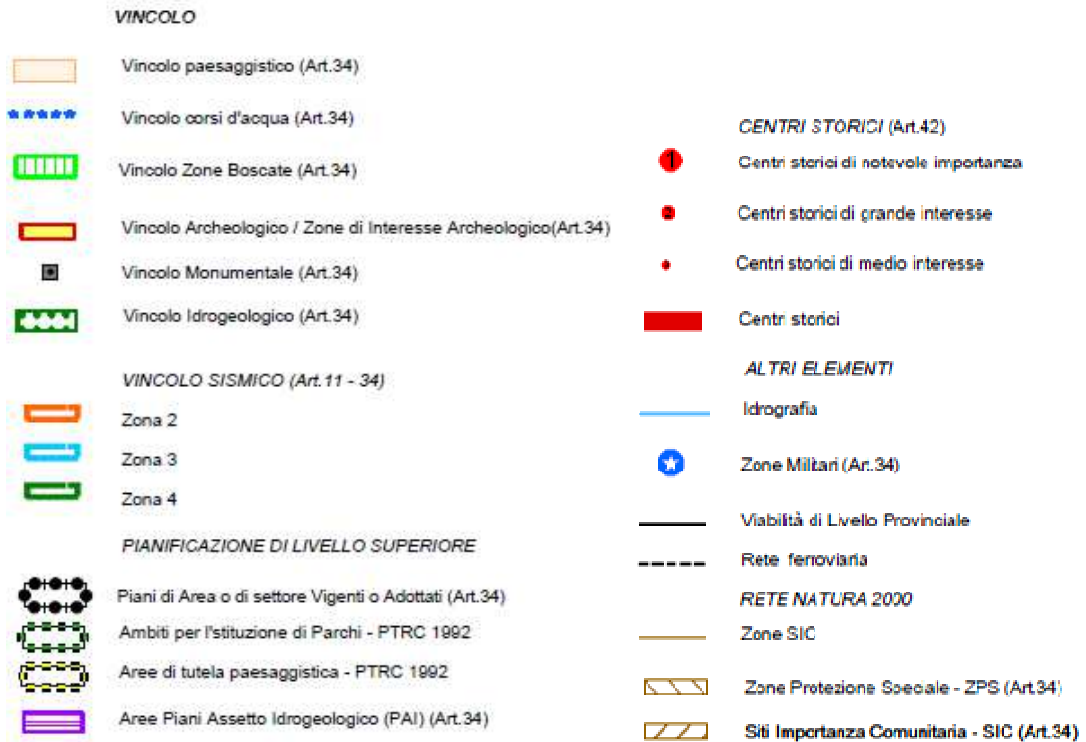 VINCOLO
Vincolo paesaggistico (Art.34)
Vincolo corsi d'acqua (Art.34)
Vincolo Zone Boscate (Art.34)
Vincolo Archeologico / Zone di Interesse Archeologico(Art.34)
Vincolo Monumentale (Art.34)
Vincolo Idrogeologico (Art.34)
VINCOLO SISMICO (Art.11 - 34)
Zona 2
Zona 3
Zona 4
PIANIFICAZIONE DI LIVELLO SUPERIORE
Piani di Area o di settore Vigenti o Adottati (Art.34)
Ambiti per l'stituzione di Parchi - PTRC 1992
Aree di tutela paesaggistica - PTRC 1992
Aree Piani Assetto Idrogeologico (PAI) (Art.34)
CENTRI STORICI (Art.42)
1 Centri storici di notevole importanza
2 Centri storici di grande interesse
Centri storici di medio interesse
Centri storici
ALTRI ELEMENTI
Idrografia
Zone Militari (Art.34)
Viabilità di Livello Provinciale
Rete ferroviaria
RETE NATURA 2000
Zone SIC
Zone Protezione Speciale - ZPS (Art34)
Siti Importanza Comunitaria - SIC (Art.34)